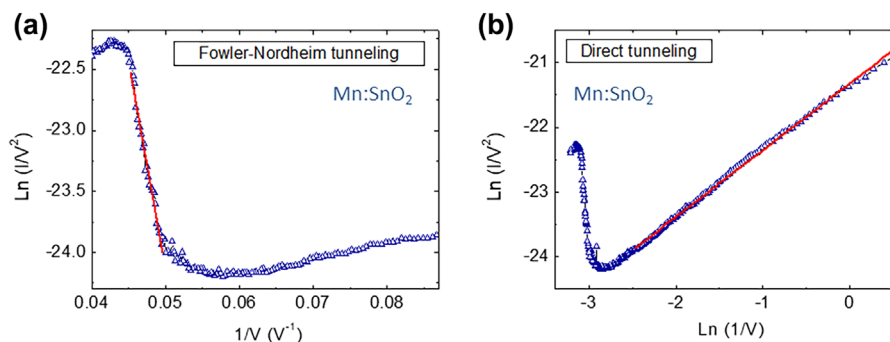 (a)
Fowler-Nordheim tunneling
Mn:SnO₂
Ln (I/V²)
-22.5
-23.0
-23.5
-24.0
0.04 0.05 0.06 0.07 0.08
1/V (V⁻¹)
(b)
Direct tunneling
Mn:SnO₂
Ln (I/V²)
-21
-22
-23
-24
-3 -2 -1 0
Ln (1/V)